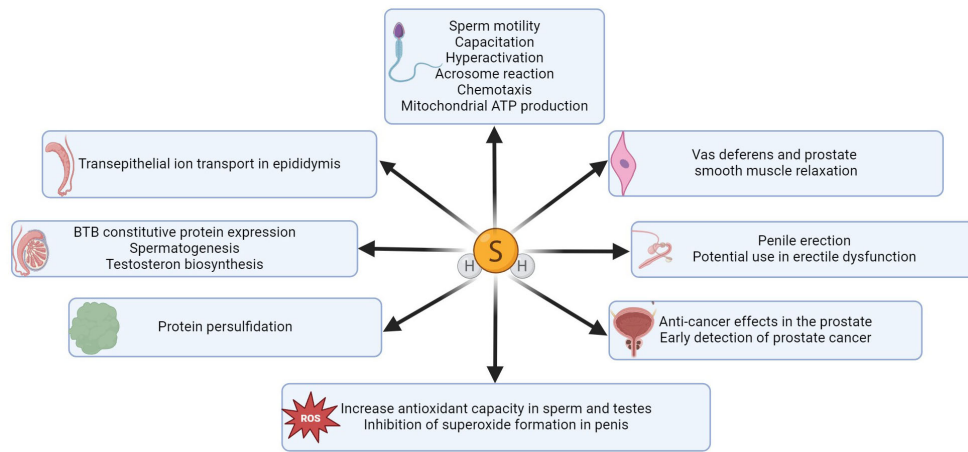 Sperm motility
Capacitation
Hyperactivation
Acrosome reaction
Chemotaxis
Mitochondrial ATP production
Transepithelial ion transport in epididymis
Vas deferens and prostate
smooth muscle relaxation
BTB constitutive protein expression
Spermatogenesis
Testosteron biosynthesis
S
H
H
Penile erection
Potential use in erectile dysfunction
Protein persulfidation
Anti-cancer effects in the prostate
Early detection of prostate cancer
ROS
Increase antioxidant capacity in sperm and testes
Inhibition of superoxide formation in penis